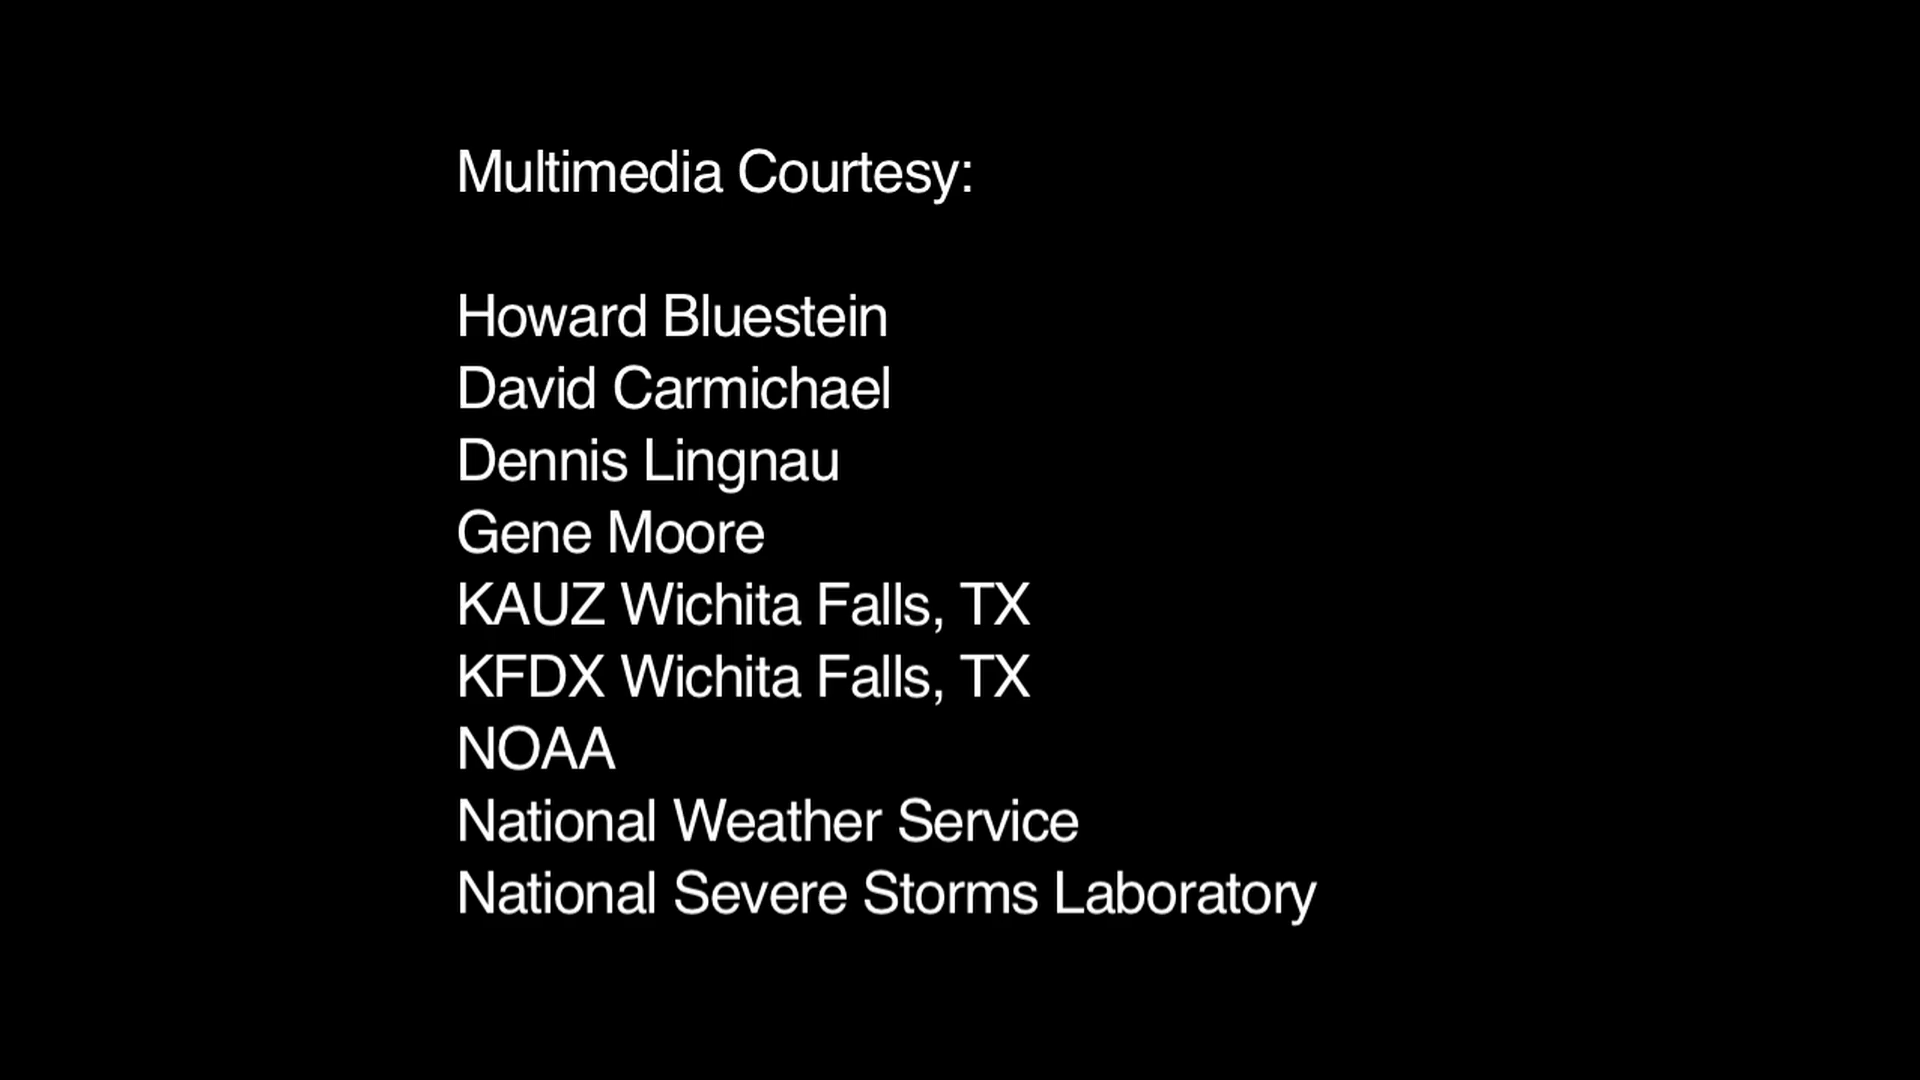 Multimedia Courtesy:
Howard Bluestein
David Carmichael
Dennis Lingnau
Gene Moore
KAUZ Wichita Falls, TX
KFDX Wichita Falls, TX
NOAA
National Weather Service
National Severe Storms Laboratory